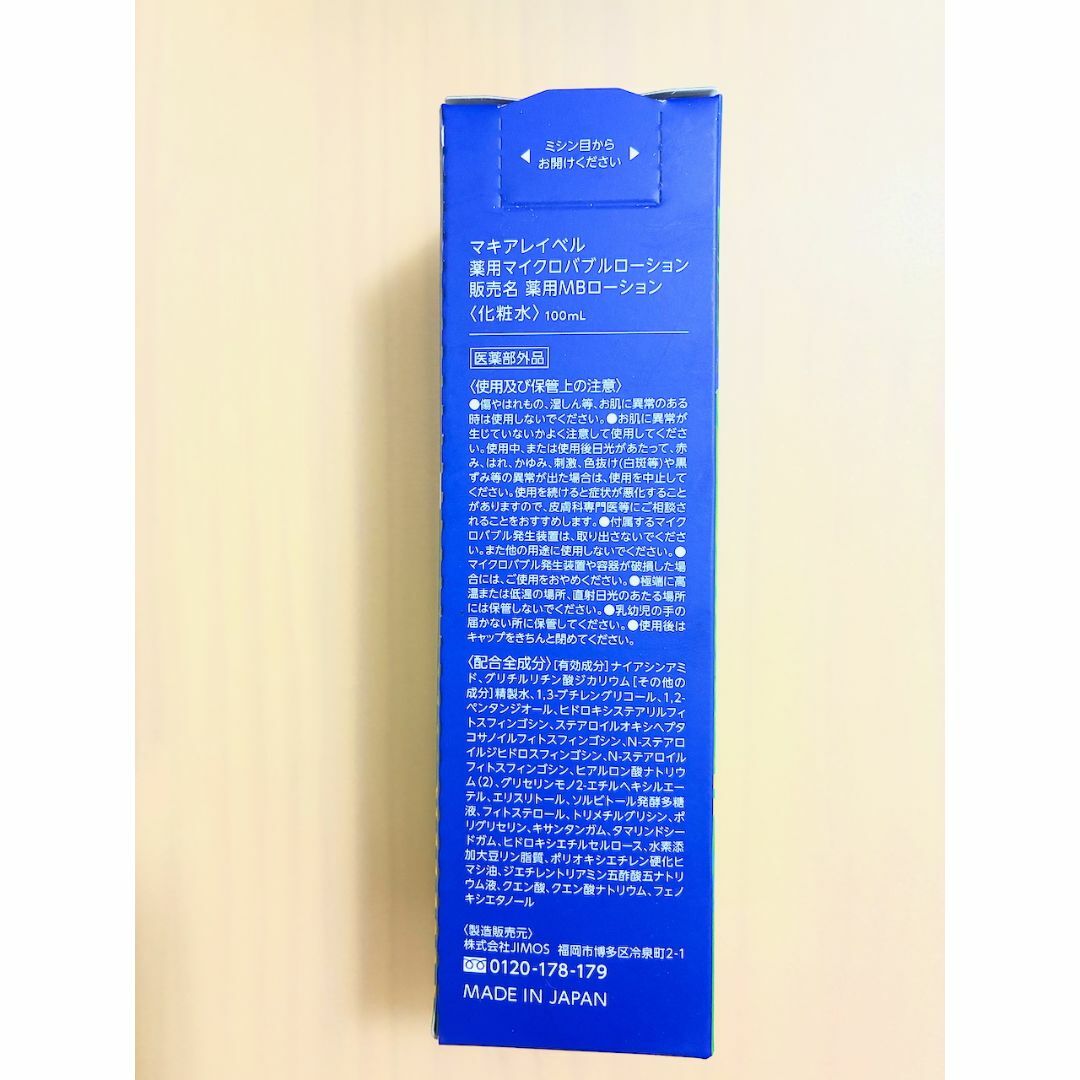 ミシン目から
お開けください
マキアレイベル
薬用マイクロバブルローション
販売名 薬用MBローション
〈化粧水〉 100mL
医薬部外品
〈使用及び保管上の注意〉
●傷やはれもの、湿しん等、お肌に異常のある
時は使用しないでください。●お肌に異常が
生じていないかよく注意して使用してくださ
い。使用中、または使用後日光があたって、赤
み、はれ、かゆみ、刺激、色抜け(白斑等)や黒
ずみ等の異常が出た場合は、使用を中止して
ください。使用を続けると症状が悪化すること
がありますので、皮膚科専門医等にご相談さ
れることをおすすめします。●付属するマイク
ロバブル発生装置は、取り出さないでくださ
い。また他の用途に使用しないでください。●
マイクロバブル発生装置や容器が破損した場
合には、ご使用をおやめください。●極端に高
温または低温の場所、直射日光のあたる場所
には保管しないでください。●乳幼児の手の
届かない所に保管してください。●使用後は
キャップをきちんと閉めてください。
〈配合全成分〉[有効成分]ナイアシンアミ
ド、グリチルリチン酸ジカリウム[その他の
成分]精製水、1,3-ブチレングリコール、1,2-
ペンタンジオール、ヒドロキシステアリルフィ
トスフィンゴシン、ステアロイルオキシヘプタ
コサノイルフィトスフィンゴシン、N-ステアロ
イルジヒドロスフィンゴシン、N-ステアロイル
フィトスフィンゴシン、ヒアルロン酸ナトリウ
ム(2)、グリセリンモノ2-エチルヘキシルエー
テル、エリスリトール、ソルビトール発酵多糖
液、フィトステロール、トリメチルグリシン、ポ
リグリセリン、キサンタンガム、タマリンドシー
ドガム、ヒドロキシエチルセルロース、水素添
加大豆リン脂質、ポリオキシエチレン硬化ヒ
マシ油、ジエチレントリアミン五酢酸五ナトリ
ウム液、クエン酸、クエン酸ナトリウム、フェノ
キシエタノール
〈製造販売元〉
株式会社JIMOS 福岡市博多区冷泉町2-1
0120-178-179
MADE IN JAPAN